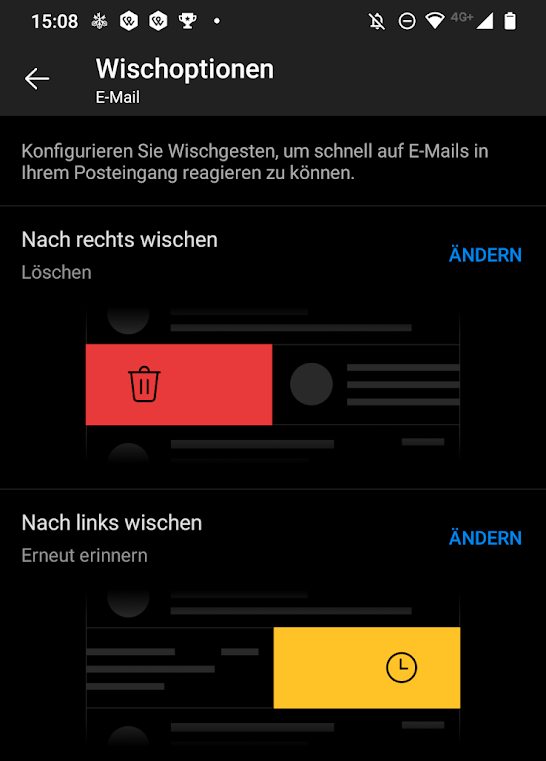 15:08
4G+
Wischoptionen
E-Mail
Konfigurieren Sie Wischgesten, um schnell auf E-Mails in
Ihrem Posteingang reagieren zu können.
Nach rechts wischen
ÄNDERN
Löschen
Nach links wischen
ÄNDERN
Erneut erinnern